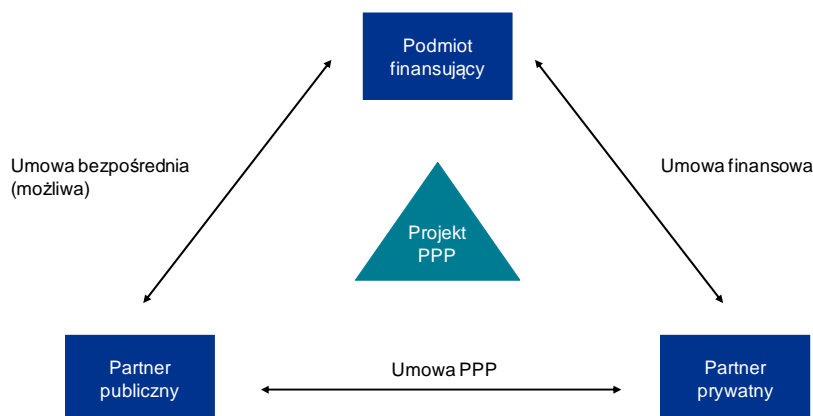 Podmiot
finansujący
Umowa bezpośrednia
(możliwa)
Umowa finansowa
Projekt
PPP
Partner
publiczny
Umowa PPP
Partner
prywatny